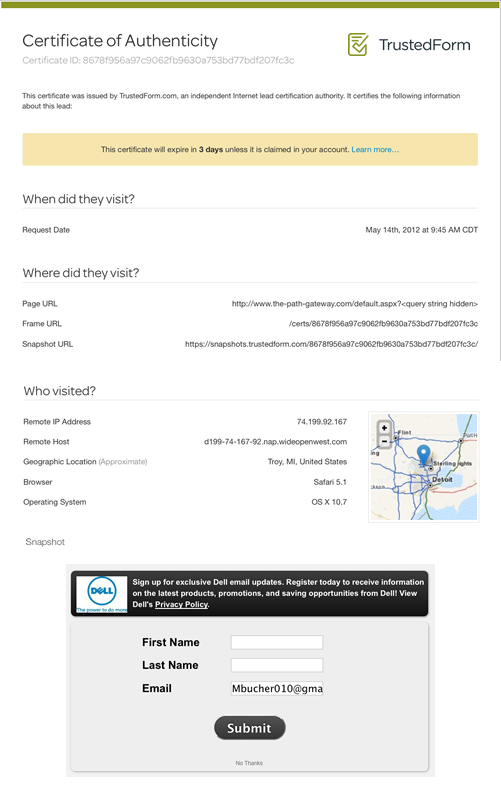 Certificate of Authenticity
Certificate ID: 8678f956a97c9062fb9630a753bd77bdf207fc3c
TrustedForm
This certificate was issued by TrustedForm.com, an independent Internet lead certification authority. It certifies the following information
about this lead:
This certificate will expire in 3 days unless it is claimed in your account. Learn more...
When did they visit?
Request Date May 14th, 2012 at 9:45 AM CDT
Where did they visit?
Page URL http://www.the-path-gateway.com/default.aspx?<query string hidden>
Frame URL /certs/8678f956a97c9062fb9630a753bd77bdf207fc3c
Snapshot URL https://snapshots.trustedform.com/8678f956a97c9062fb9630a753bd77bdf207fc3c/
Who visited?
Remote IP Address 74.199.92.167
Remote Host d199-74-167-92.nap.wideopenwest.com
Geographic Location (Approximate) Troy, MI, United States
Browser Safari 5.1
Operating System OS X 10.7
+
−
Flint
Port H
ng
Sterling ights
Detroit
Snapshot
DELL
The power to do more
Sign up for exclusive Dell email updates. Register today to receive information
on the latest products, promotions, and saving opportunities from Dell! View
Dell's Privacy Policy.
First Name
Last Name
Email Mbucher010@gma
Submit
No Thanks